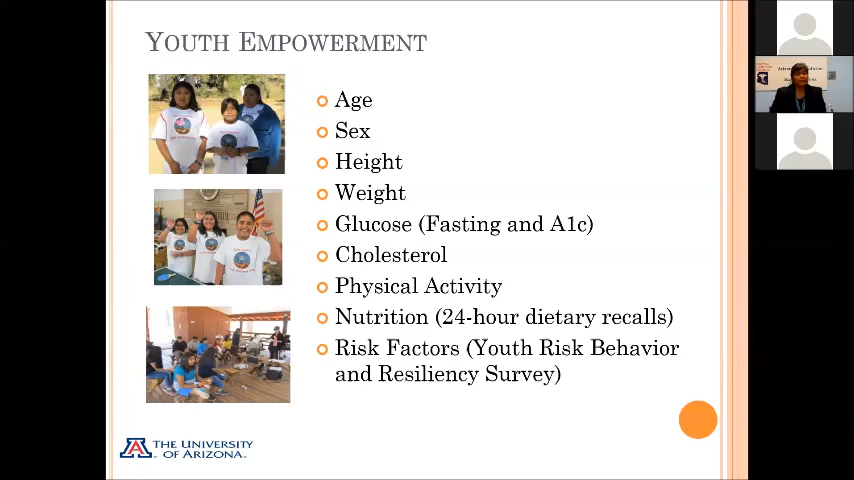 YOUTH EMPOWERMENT
Age
Sex
Height
Weight
Glucose (Fasting and A1c)
Cholesterol
Physical Activity
Nutrition (24-hour dietary recalls)
Risk Factors (Youth Risk Behavior
and Resiliency Survey)
THE UNIVERSITY
OF ARIZONA